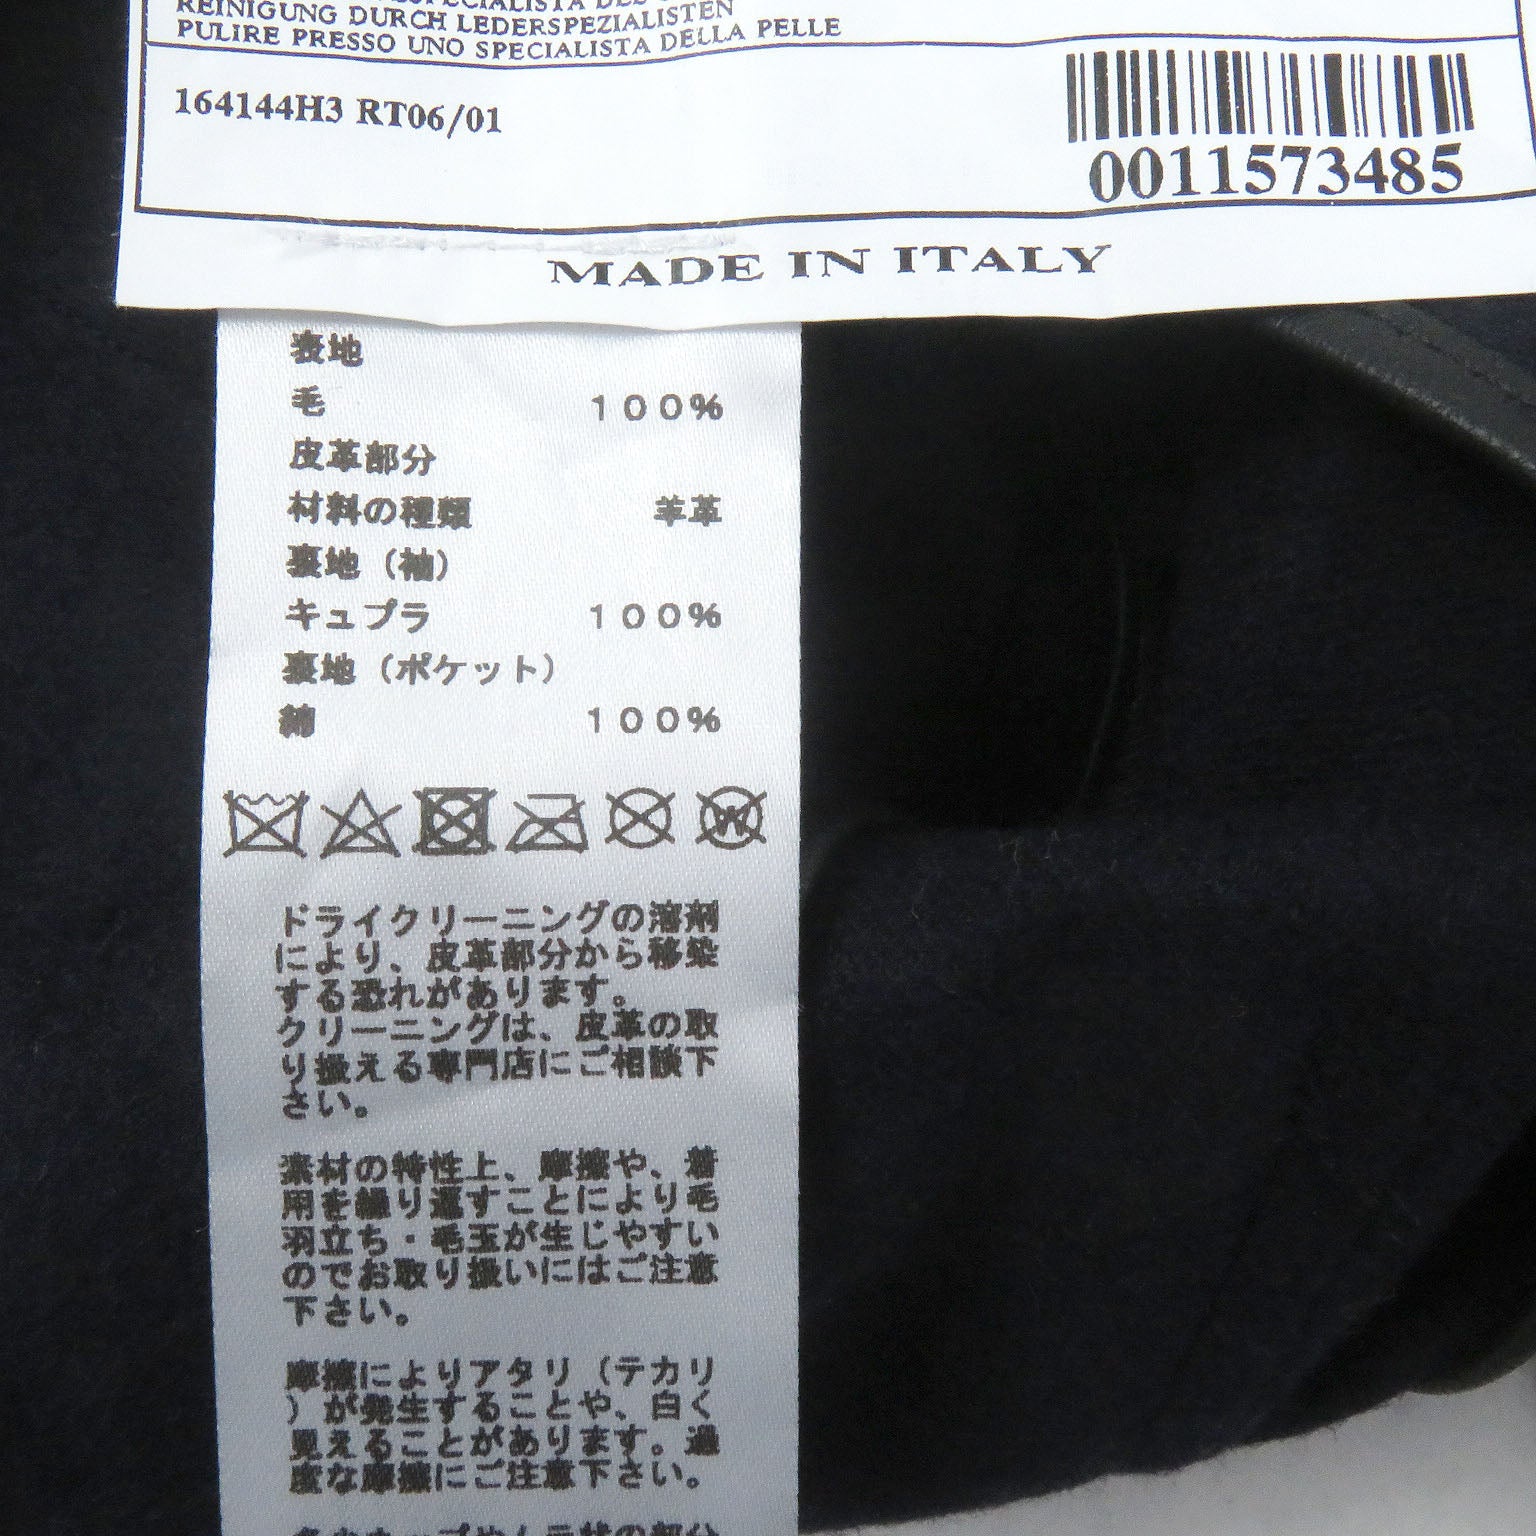 REINIGUNG DURCH LEDERSPEZIALISTEN
PULIRE PRESSO UNO SPECIALISTA DELLA PELLE
164144H3 RT06/01
0011573485
MADE IN ITALY
表地
毛 100%
皮革部分
材料の種類 羊革
裏地（袖）
キュプラ 100%
裏地（ポケット）
綿 100%
W
ドライクリーニングの溶剤
により、皮革部分から移染
する恐れがあります。
クリーニングは、皮革の取
り扱える専門店にご相談下
さい。
素材の特性上、摩擦や、着
用を繰り返すことにより毛
羽立ち・毛玉が生じやすい
のでお取り扱いにはご注意
下さい。
摩擦によりアタリ（テカリ
）が発生することや、白く
見えることがあります。過
度な摩擦にご注意下さい。